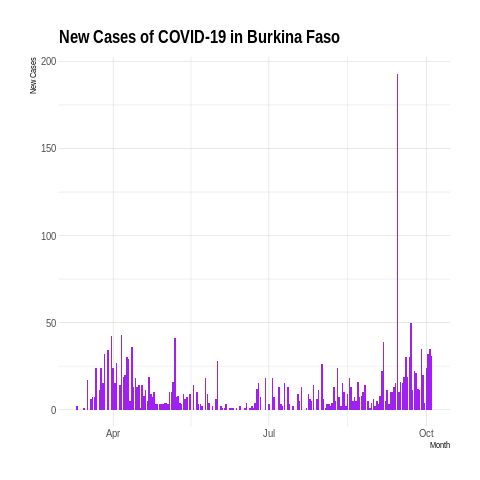 New Cases of COVID-19 in Burkina Faso
New Cases
200
150
100
50
0
Apr
Jul
Oct
Month